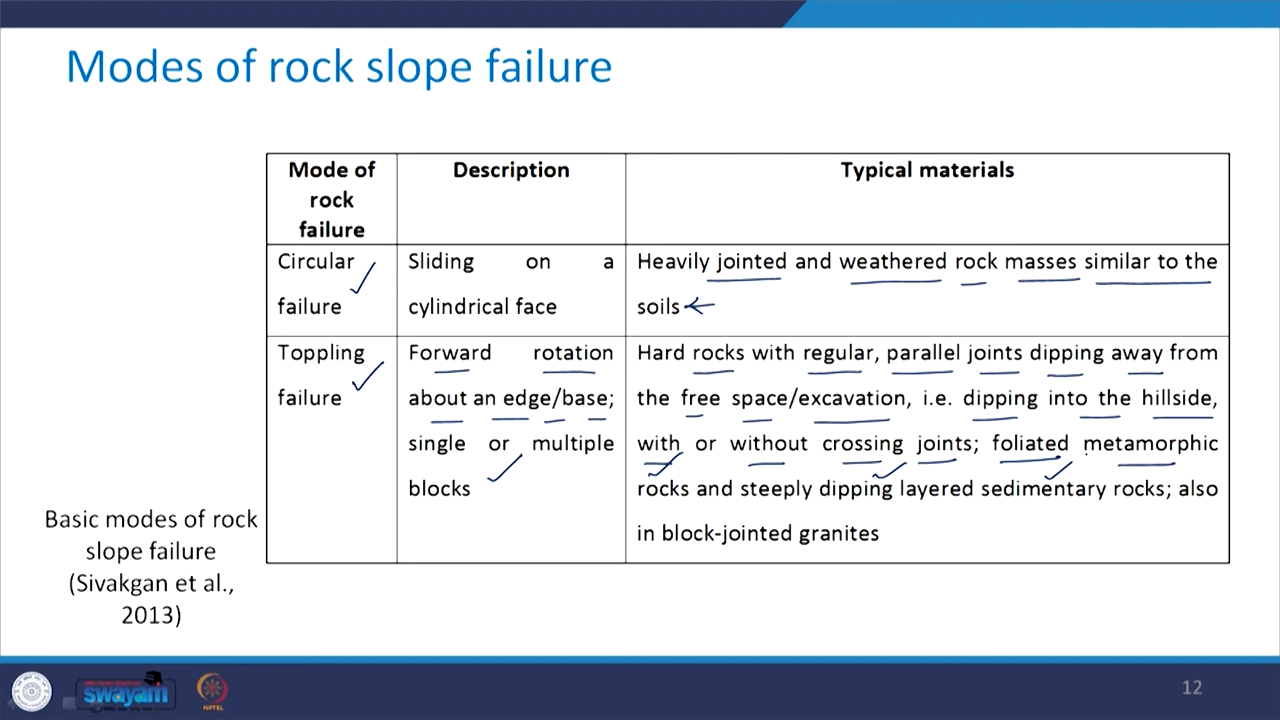 Modes of rock slope failure
Mode of
rock
failure
Description
Typical materials
Circular
failure
Sliding on a
cylindrical face
Heavily jointed and weathered rock masses similar to the
soils
Toppling
failure
Forward rotation
about an edge/base;
single or multiple
blocks
Hard rocks with regular, parallel joints dipping away from
the free space/excavation, i.e. dipping into the hillside,
with or without crossing joints; foliated metamorphic
rocks and steeply dipping layered sedimentary rocks; also
in block-jointed granites
Basic modes of rock
slope failure
(Sivakgan et al.,
2013)
swayam
NPTEL
12